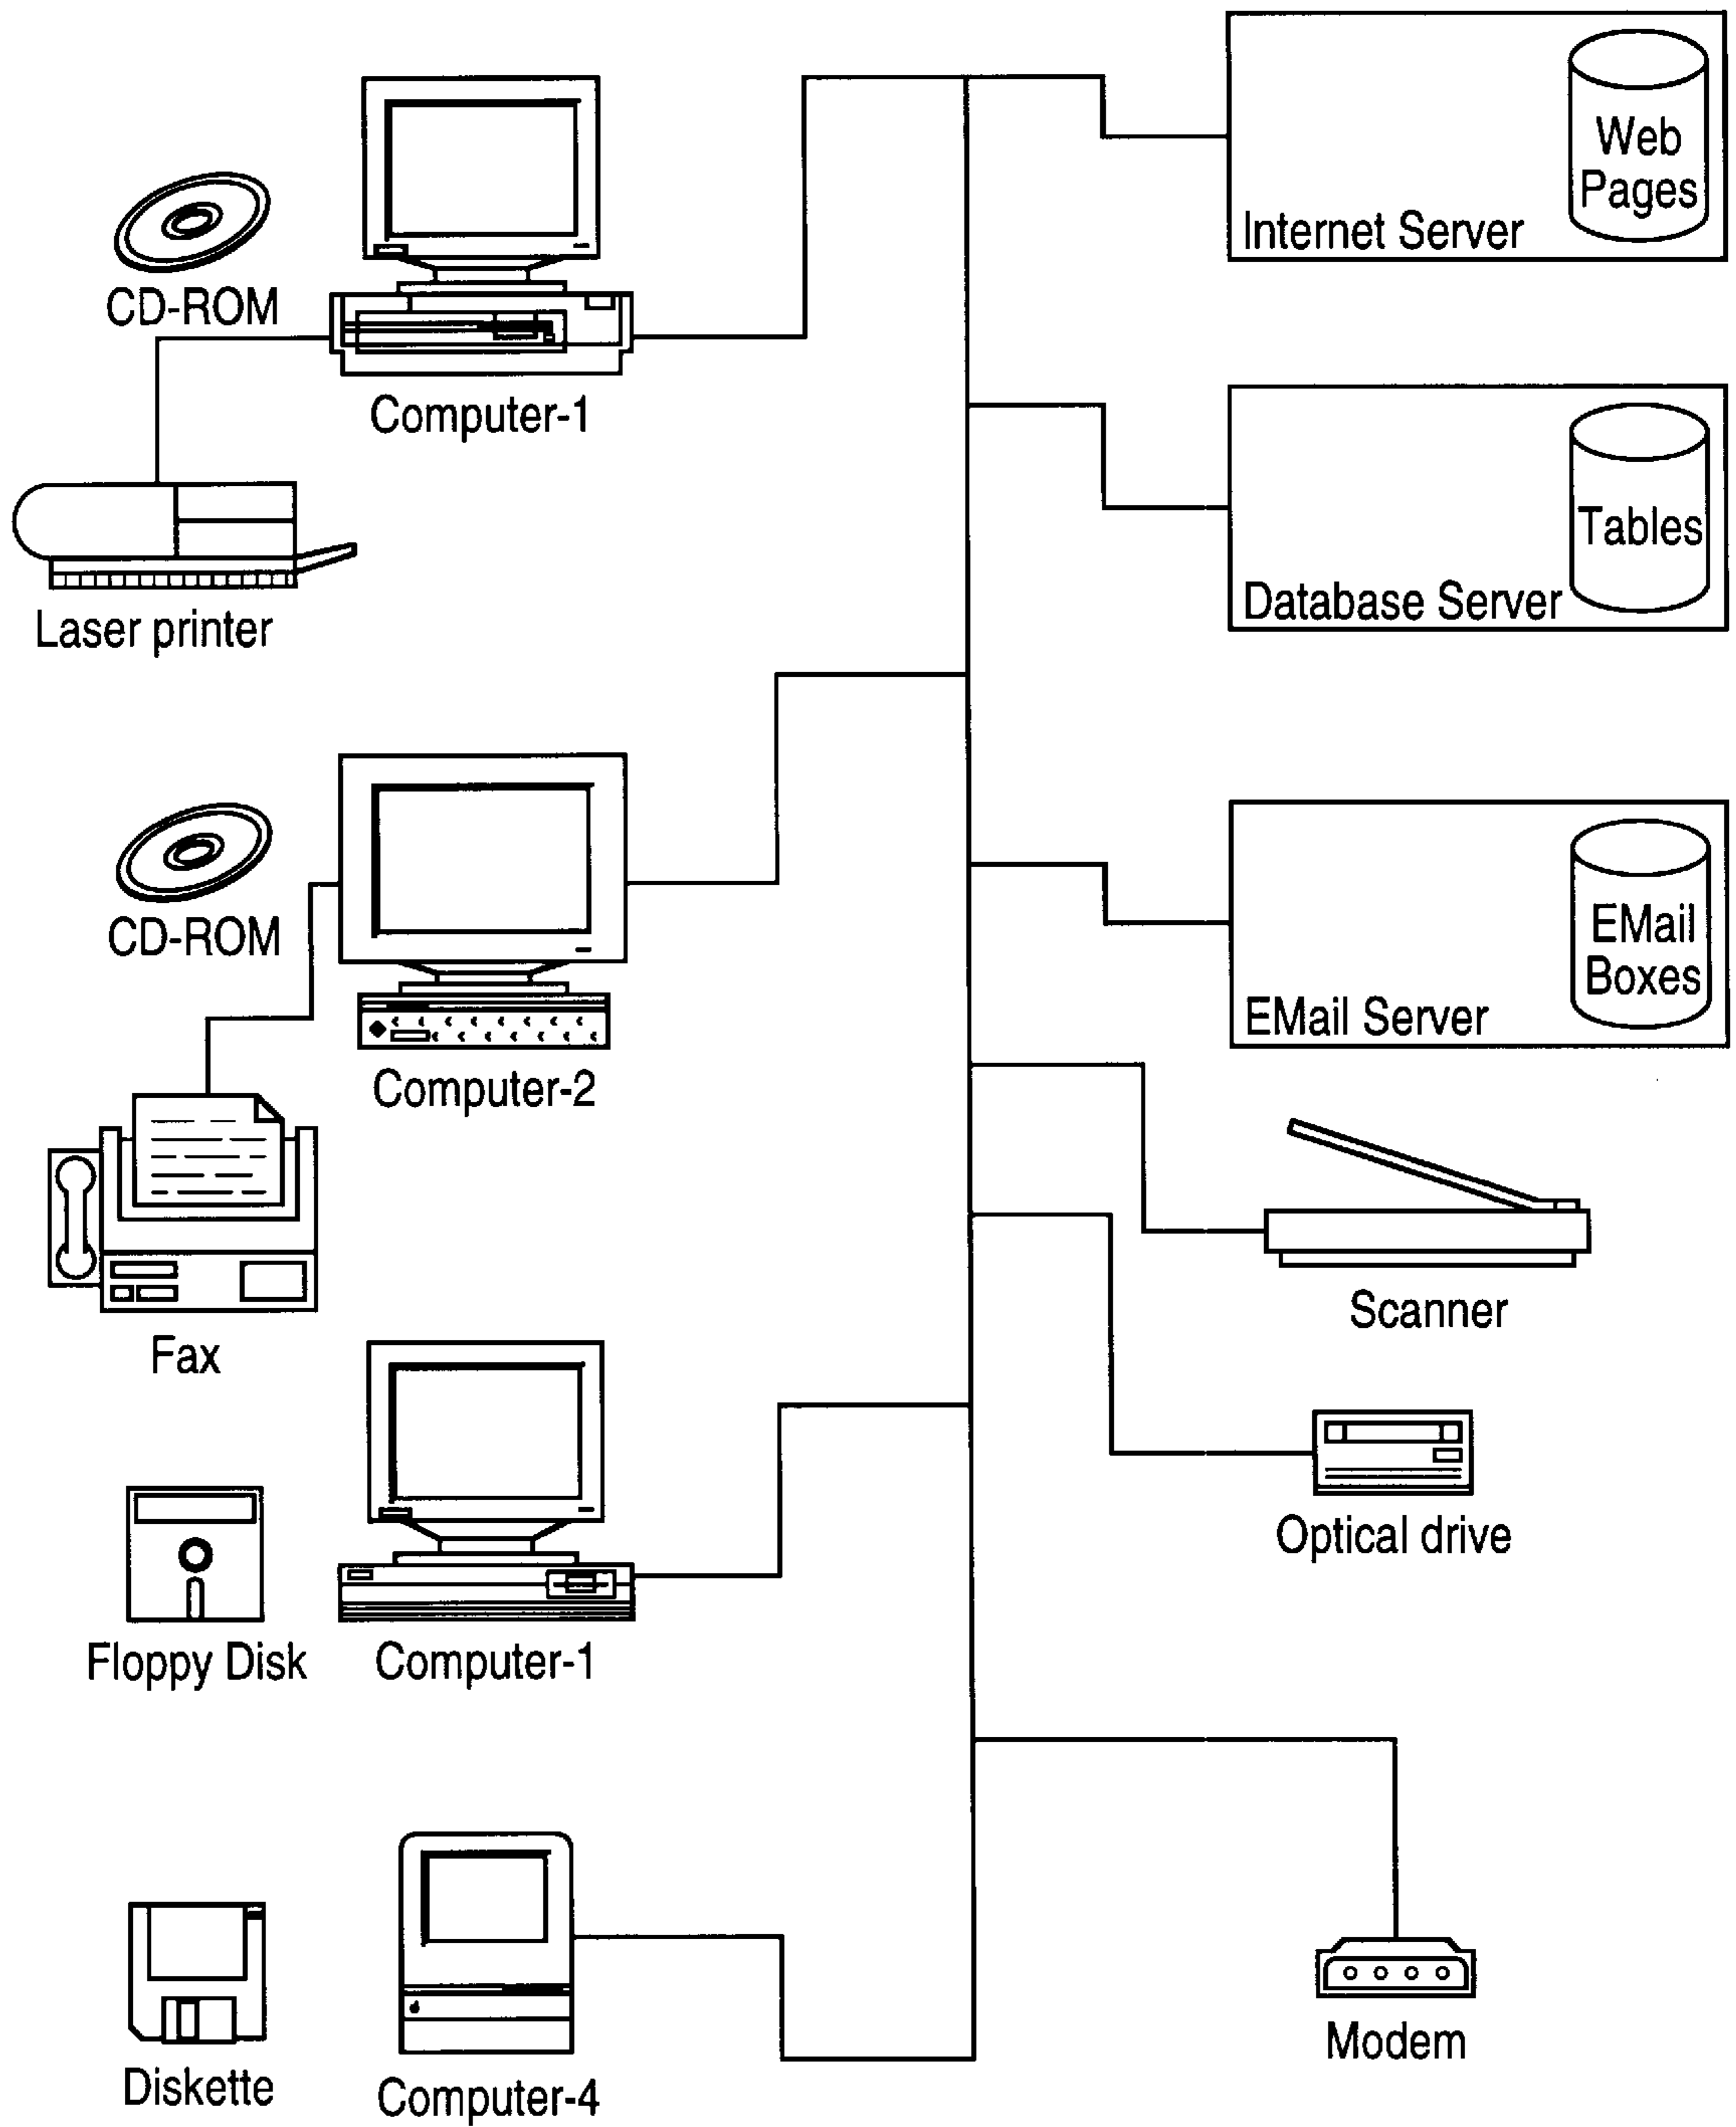 Web
Pages
Internet Server
CD-ROM
Computer-1
Tables
Database Server
Laser printer
EMail
Boxes
EMail Server
CD-ROM
Computer-2
Scanner
Fax
Optical drive
Floppy Disk
Computer-1
Modem
Diskette
Computer-4